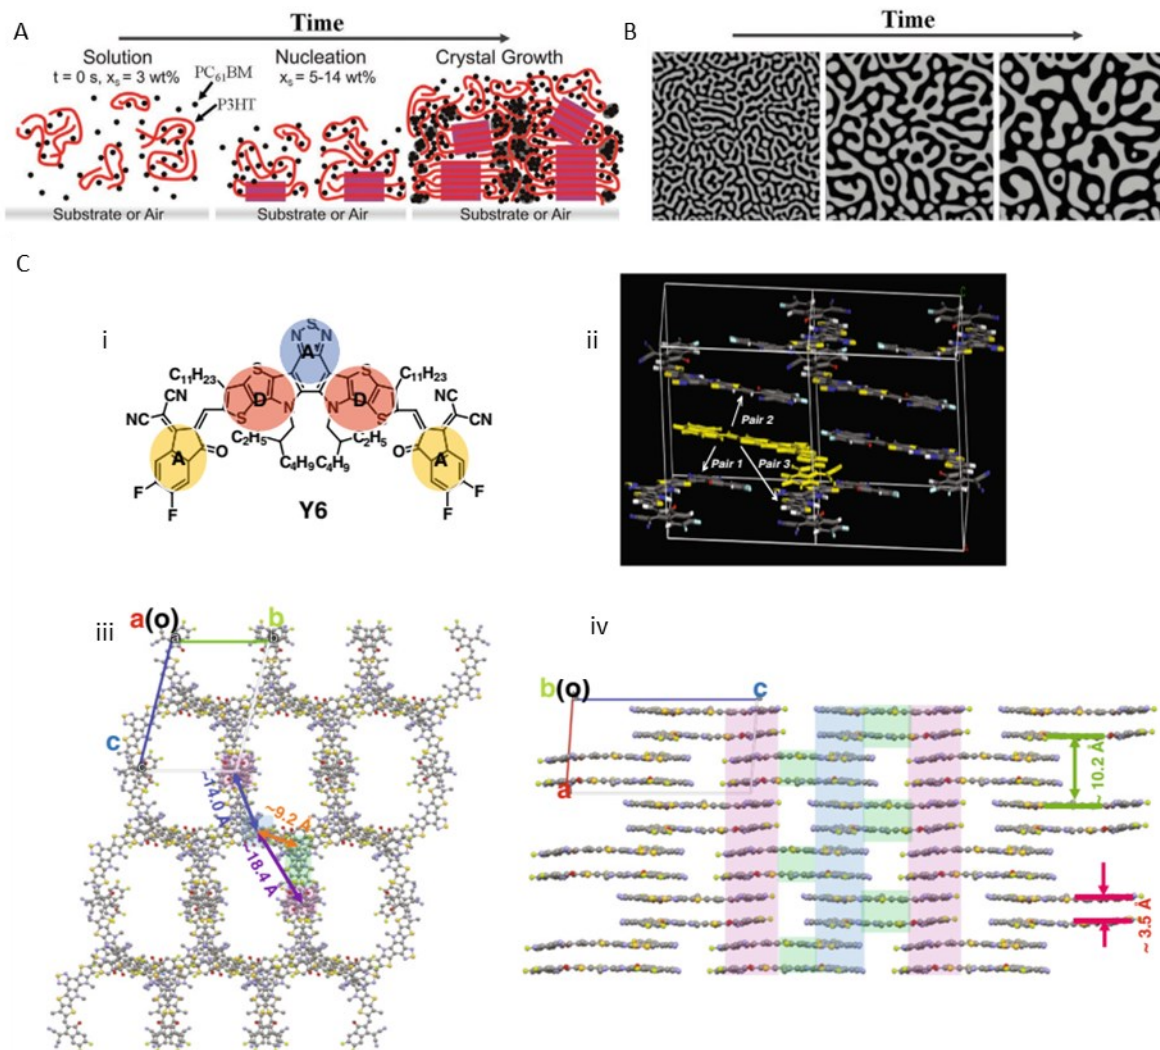 A
Time
Solution
t = 0 s, xₛ = 3 wt%
PC₆₁BM
P3HT
Nucleation
xₛ = 5-14 wt%
Crystal Growth
Substrate or Air
Substrate or Air
Substrate or Air
B
Time
C
i
S
N N
A'
C₁₁H₂₃ S S C₁₁H₂₃
CN D D CN
NC S N N S CN
O C₂H₅ C₂H₅ O
A C₄H₉ C₄H₉ A
F F
F F
Y6
ii
Pair 2
Pair 1
Pair 3
iii
a(o)
b
c
~14.0 Å
~9.2 Å
~18.4 Å
iv
b(o)
c
a
~ 10.2 Å
~ 3.5 Å